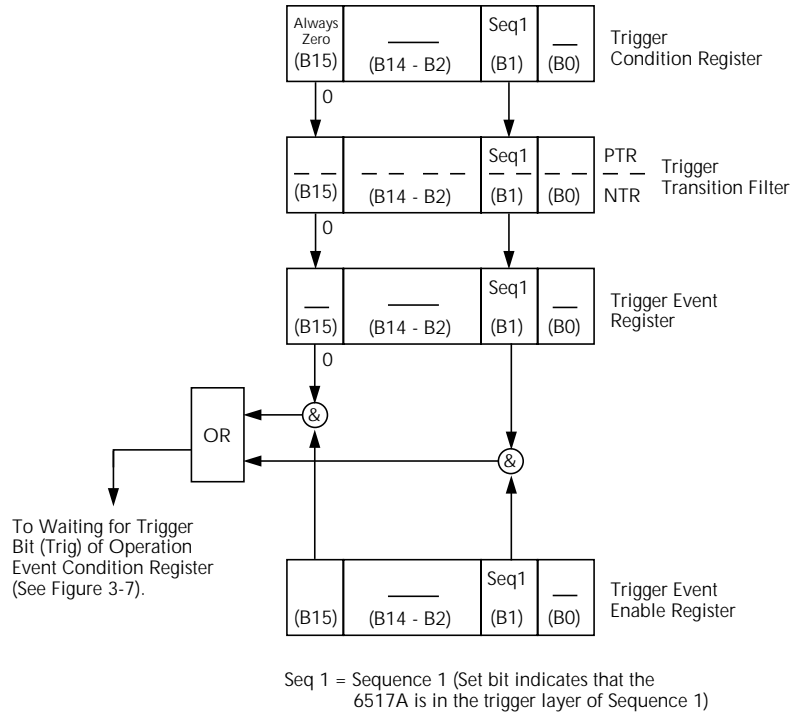 Always
Zero
(B15)
(B14 - B2)
Seq1
(B1)
(B0)
Trigger
Condition Register
0
(B15)
(B14 - B2)
Seq1
(B1)
(B0)
PTR
NTR
Trigger
Transition Filter
0
(B15)
(B14 - B2)
Seq1
(B1)
(B0)
Trigger Event
Register
0
&
OR
&
To Waiting for Trigger
Bit (Trig) of Operation
Event Condition Register
(See Figure 3-7).
(B15)
(B14 - B2)
Seq1
(B1)
(B0)
Trigger Event
Enable Register
Seq 1 = Sequence 1 (Set bit indicates that the
6517A is in the trigger layer of Sequence 1)